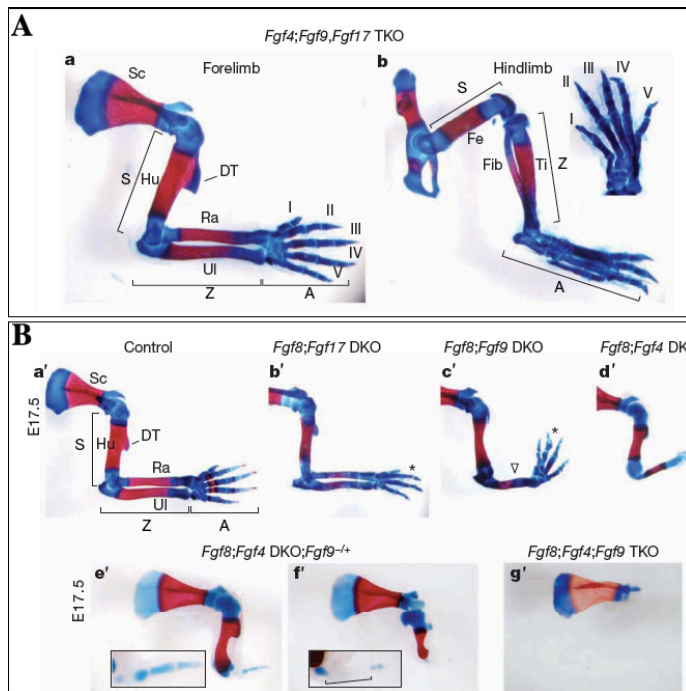 A
Fgf4;Fgf9,Fgf17 TKO
a
Sc
Forelimb
S
Hu
DT
Ra
Ul
I
II
III
IV
V
Z
A
b
Hindlimb
S
Fe
Fib
Ti
Z
A
I
II
III
IV
V
B
Control
Fgf8;Fgf17 DKO
Fgf8;Fgf9 DKO
Fgf8;Fgf4 DK
a'
b'
c'
d'
E17.5
Sc
S
Hu
DT
Ra
Ul
Z
A
*
*
Fgf8;Fgf4 DKO;Fgf9-/+
Fgf8;Fgf4;Fgf9 TKO
e'
f'
g'
E17.5